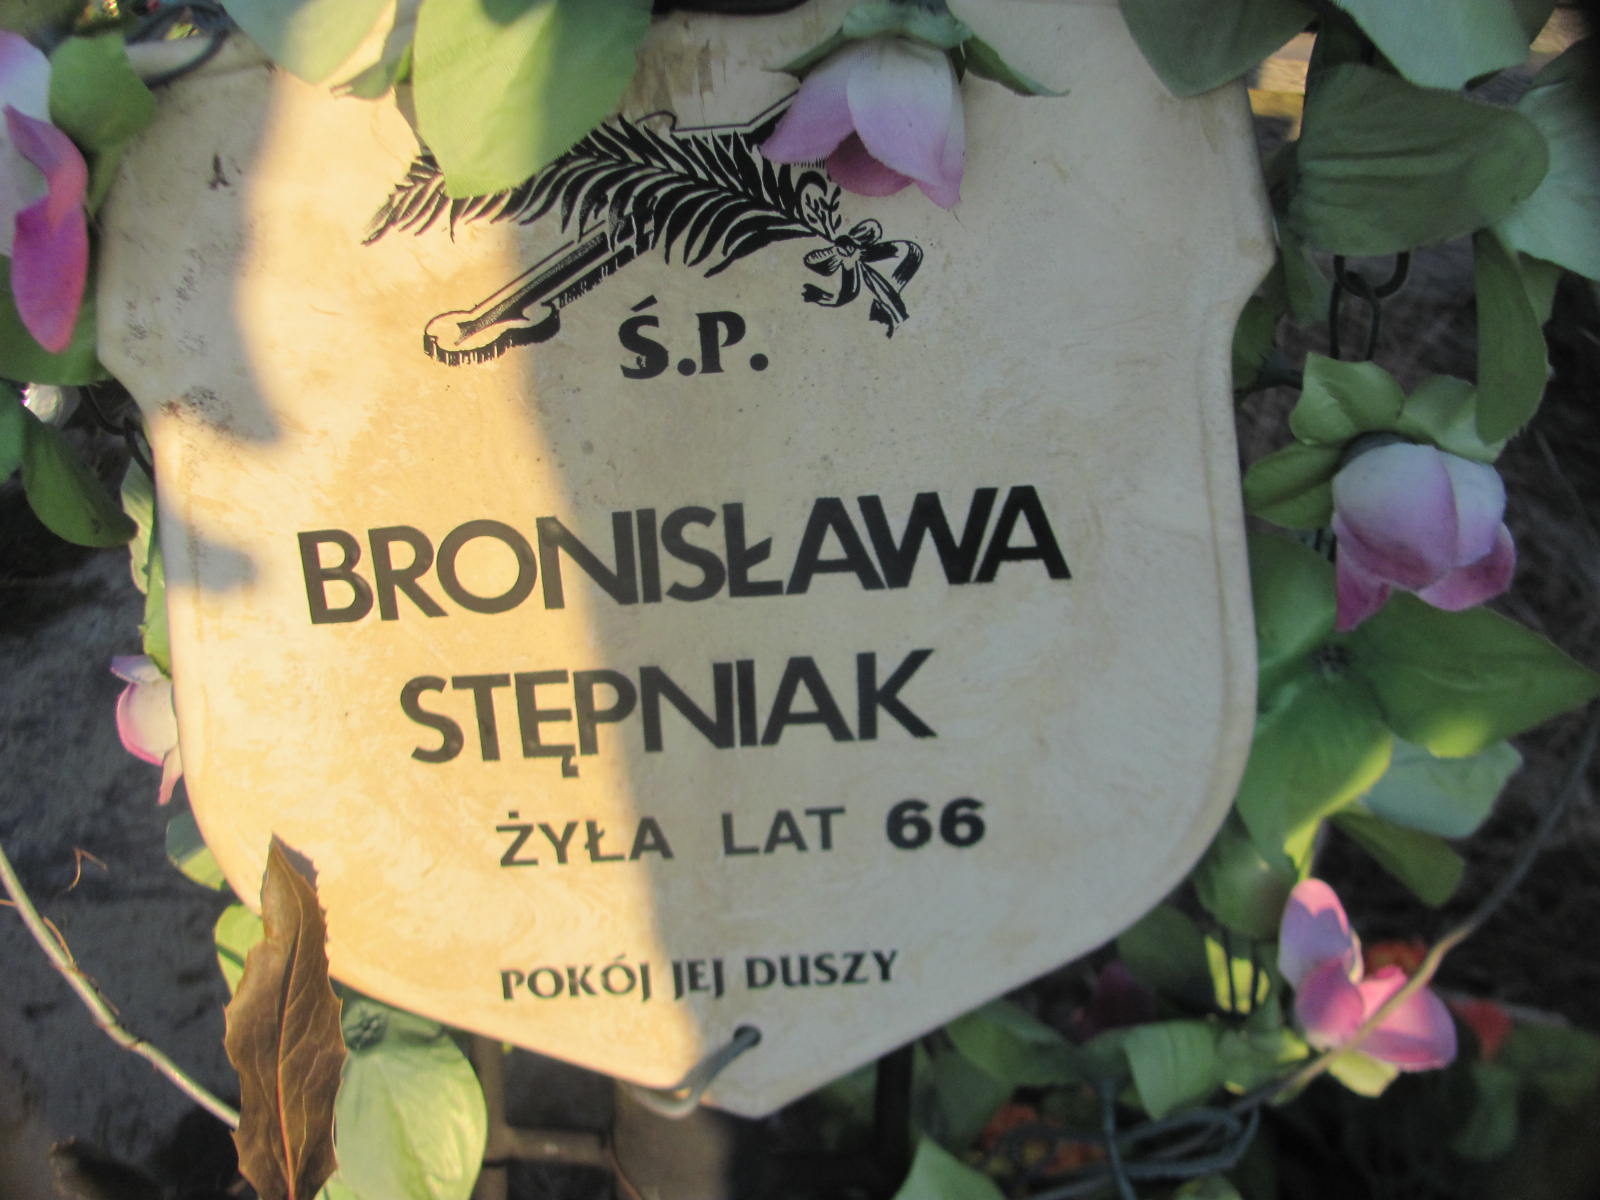 Ś.P.
BRONISŁAWA
STĘPNIAK
ŻYŁA LAT 66
POKÓJ JEJ DUSZY